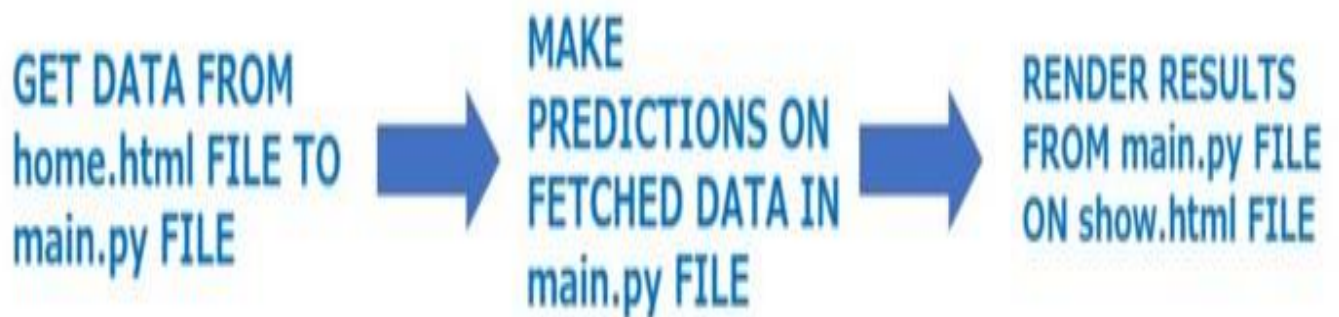 GET DATA FROM
home.html FILE TO
main.py FILE
MAKE
PREDICTIONS ON
FETCHED DATA IN
main.py FILE
RENDER RESULTS
FROM main.py FILE
ON show.html FILE